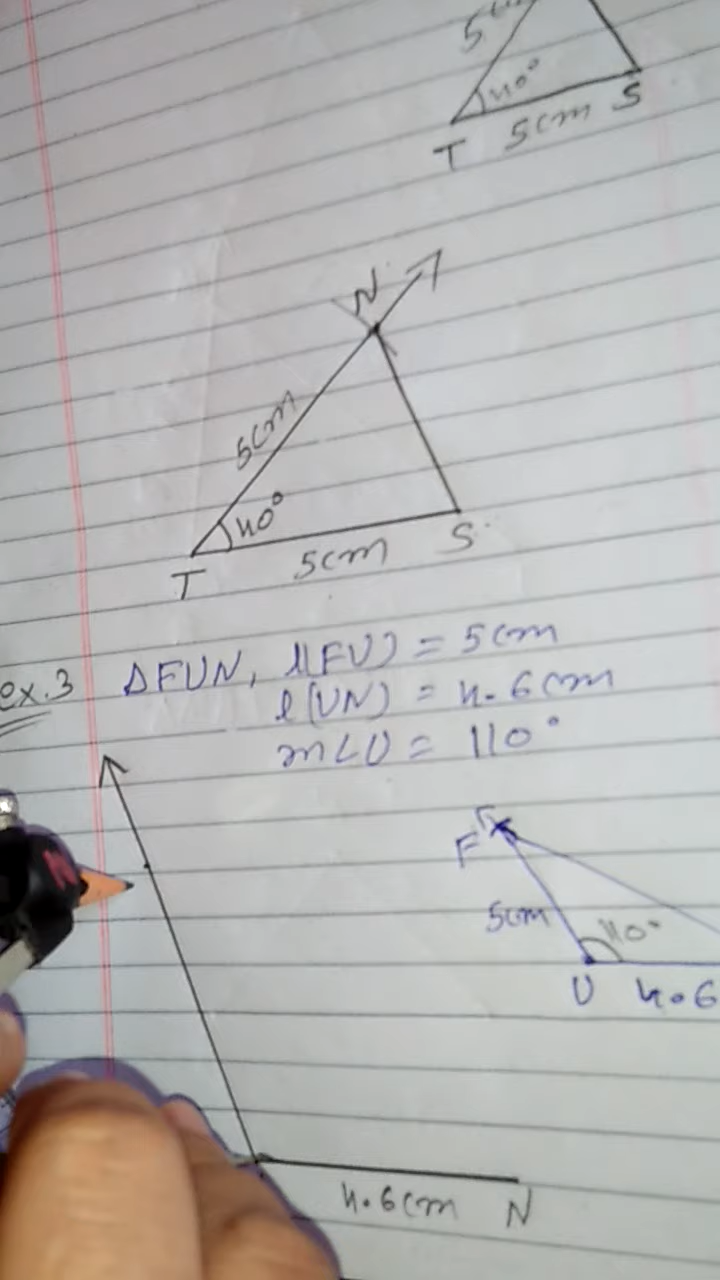 5cm
40°
T 5cm S
N
5cm
40°
T 5cm S
ex.3 ΔFUN, l(FU) = 5cm
l(UN) = 4.6cm
m∠U = 110°
F
5cm 110°
U 4.6
4.6cm N